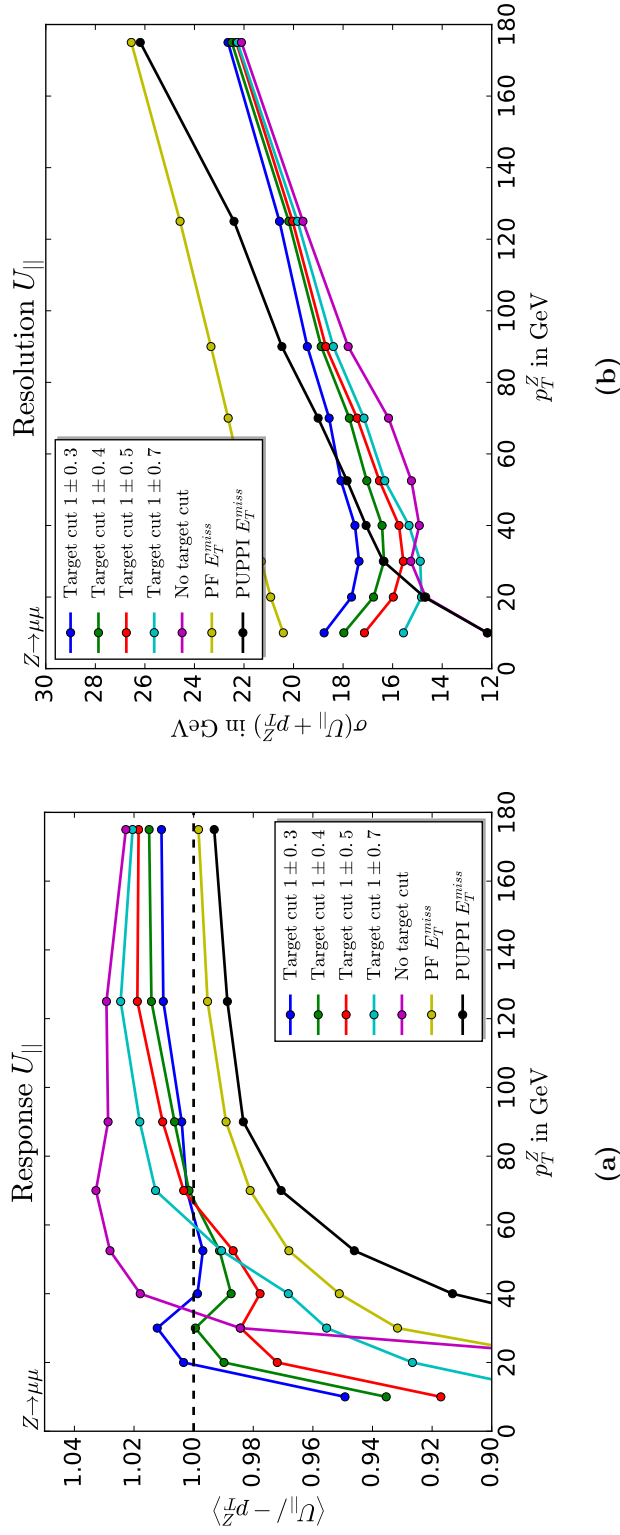 Z→μμ
Response U||
1.04
1.02
1.00
0.98
0.96
0.94
0.92
0.90
⟨U|| / − p_T^Z⟩
Target cut 1 ± 0.3
Target cut 1 ± 0.4
Target cut 1 ± 0.5
Target cut 1 ± 0.7
No target cut
PF E_T^miss
PUPPI E_T^miss
0 20 40 60 80 100 120 140 160 180
p_T^Z in GeV
(a)
Z→μμ
Resolution U||
30
28
26
24
22
20
18
16
14
12
σ(U|| + p_T^Z) in GeV
Target cut 1 ± 0.3
Target cut 1 ± 0.4
Target cut 1 ± 0.5
Target cut 1 ± 0.7
No target cut
PF E_T^miss
PUPPI E_T^miss
0 20 40 60 80 100 120 140 160 180
p_T^Z in GeV
(b)